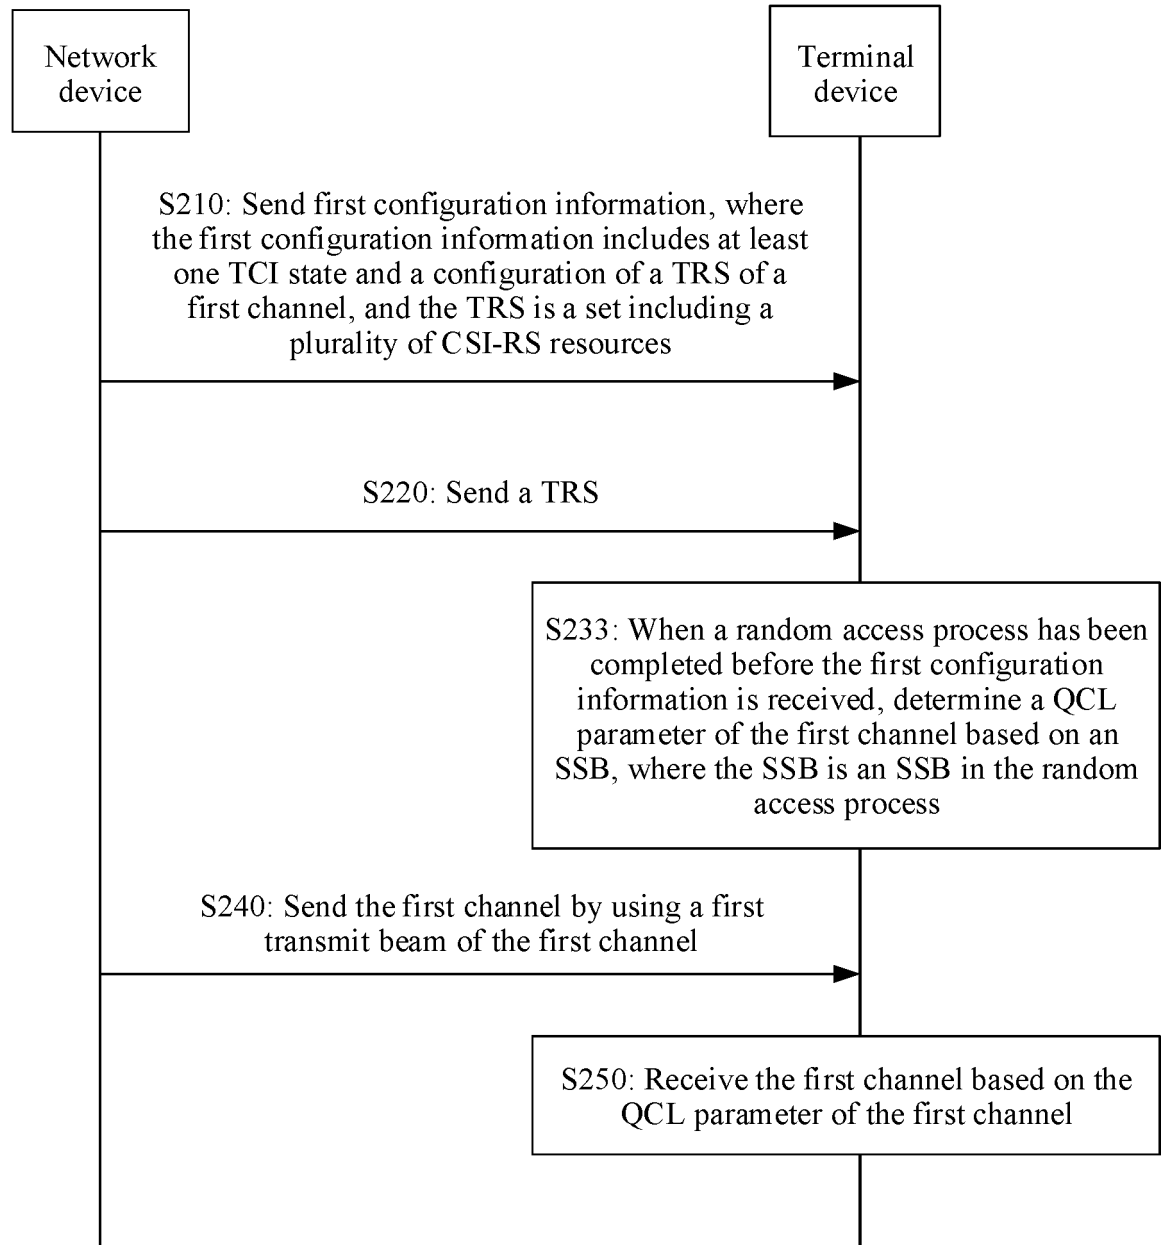 Network
device
Terminal
device
S210: Send first configuration information, where
the first configuration information includes at least
one TCI state and a configuration of a TRS of a
first channel, and the TRS is a set including a
plurality of CSI-RS resources
S220: Send a TRS
S233: When a random access process has been
completed before the first configuration
information is received, determine a QCL
parameter of the first channel based on an
SSB, where the SSB is an SSB in the random
access process
S240: Send the first channel by using a first
transmit beam of the first channel
S250: Receive the first channel based on the
QCL parameter of the first channel